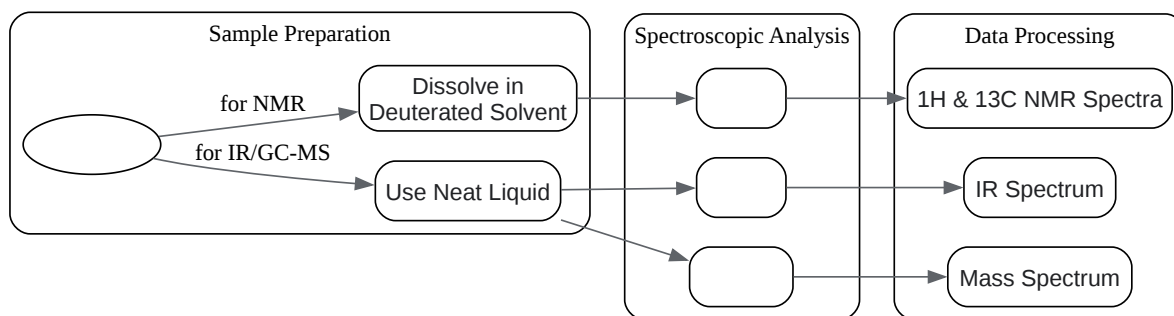 Sample Preparation
Spectroscopic Analysis
Data Processing
for NMR
Dissolve in
Deuterated Solvent
1H & 13C NMR Spectra
for IR/GC-MS
Use Neat Liquid
IR Spectrum
Mass Spectrum